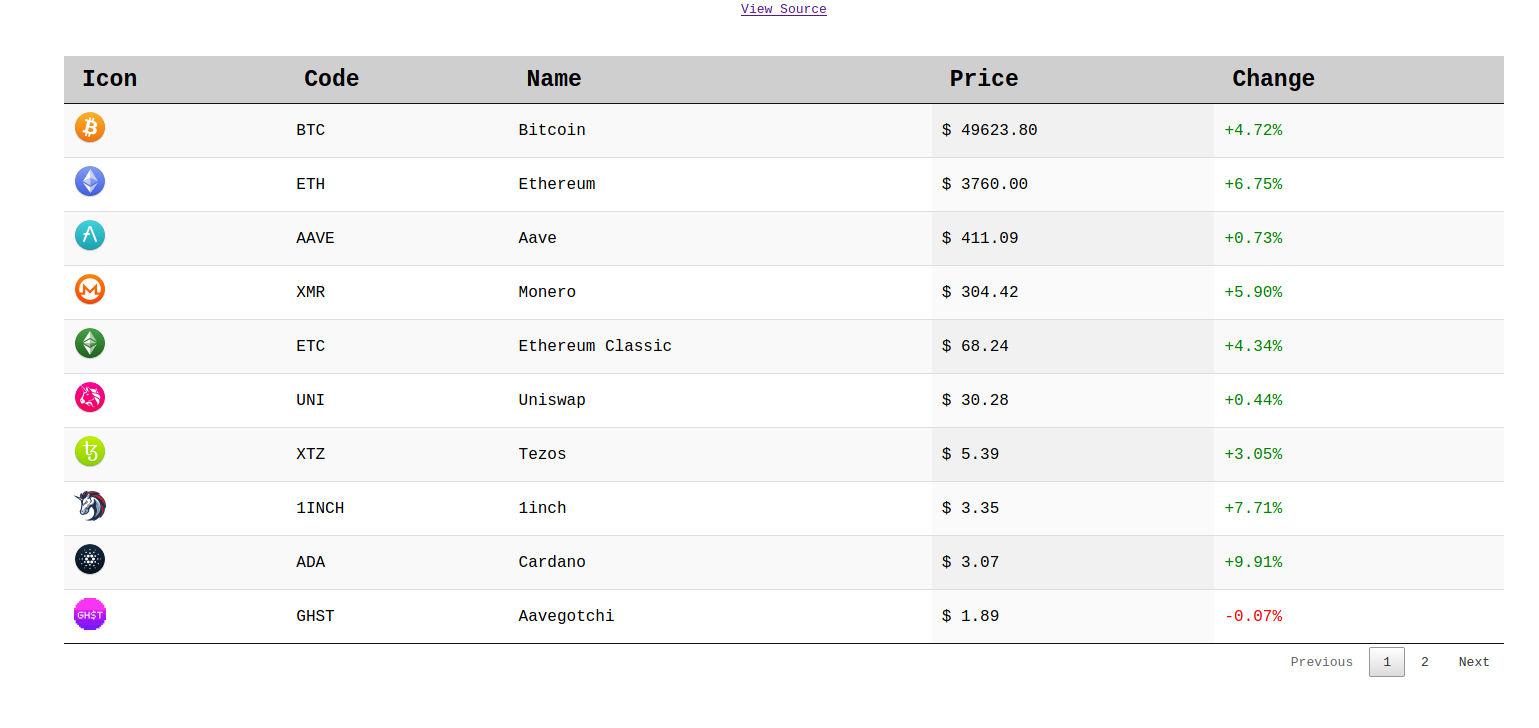 View Source
Icon Code Name Price Change
BTC Bitcoin $ 49623.80 +4.72%
ETH Ethereum $ 3760.00 +6.75%
AAVE Aave $ 411.09 +0.73%
XMR Monero $ 304.42 +5.90%
ETC Ethereum Classic $ 68.24 +4.34%
UNI Uniswap $ 30.28 +0.44%
XTZ Tezos $ 5.39 +3.05%
1INCH 1inch $ 3.35 +7.71%
ADA Cardano $ 3.07 +9.91%
GH$T GHST Aavegotchi $ 1.89 -0.07%
Previous 1 2 Next